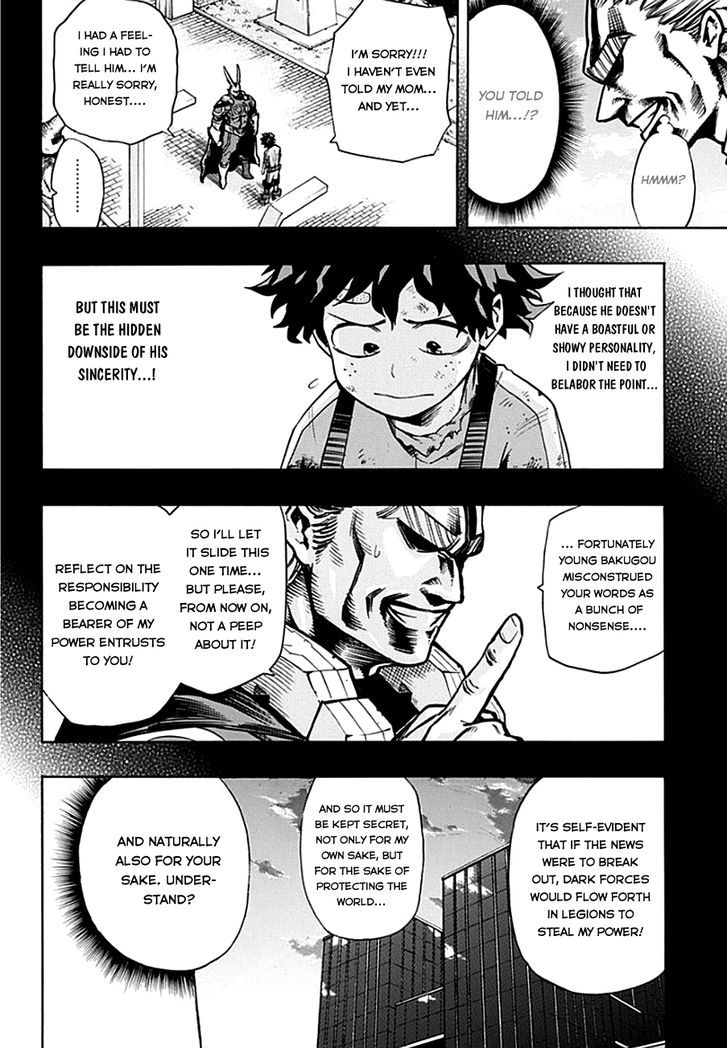 HMMM?
YOU TOLD
HIM...!?
I'M SORRY!!!
I HAVEN'T EVEN
TOLD MY MOM...
...AND YET...
I HAD A FEEL-
ING I HAD TO
TELL HIM... I'M
REALLY SORRY,
HONEST....
........
I THOUGHT THAT
BECAUSE HE DOESN'T
HAVE A BOASTFUL OR
SHOWY PERSONALITY,
I DIDN'T NEED TO
BELABOR THE POINT...
BUT THIS MUST
BE THE HIDDEN
DOWNSIDE OF HIS
SINCERITY...!
... FORTUNATELY
YOUNG BAKUGOU
MISCONSTRUED
YOUR WORDS AS
A BUNCH OF
NONSENSE....
SO I'LL LET
IT SLIDE THIS
ONE TIME...
BUT PLEASE,
FROM NOW ON,
NOT A PEEP
ABOUT IT!
REFLECT ON THE
RESPONSIBILITY
BECOMING A
BEARER OF MY
POWER ENTRUSTS
TO YOU!
IT'S SELF-EVIDENT
THAT IF THE NEWS
WERE TO BREAK
OUT, DARK FORCES
WOULD FLOW FORTH
IN LEGIONS TO
STEAL MY POWER!
AND SO IT MUST
BE KEPT SECRET,
NOT ONLY FOR MY
OWN SAKE, BUT
FOR THE SAKE OF
PROTECTING THE
WORLD...
AND NATURALLY
ALSO FOR YOUR
SAKE. UNDER-
STAND?